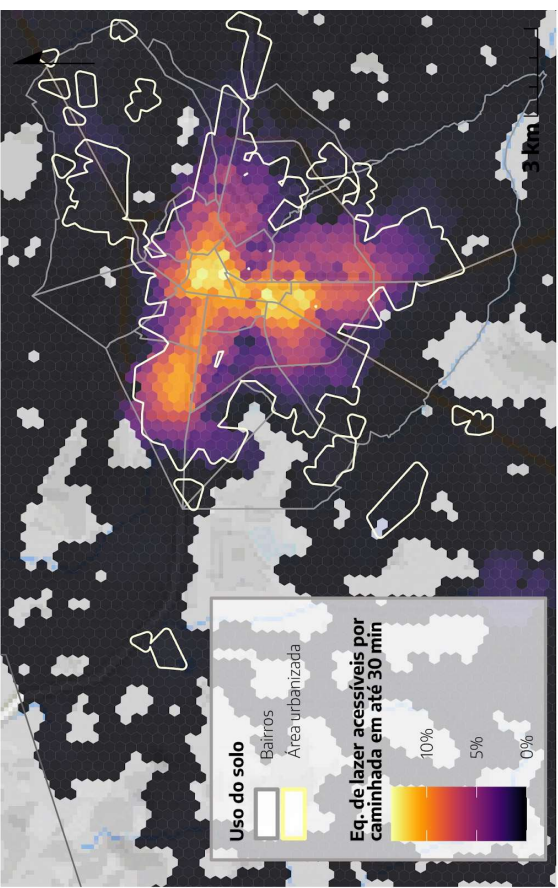 Uso do solo
Bairros
Área urbanizada
Eq. de lazer acessíveis por
caminhada em até 30 min
10%
5%
0%
3 km